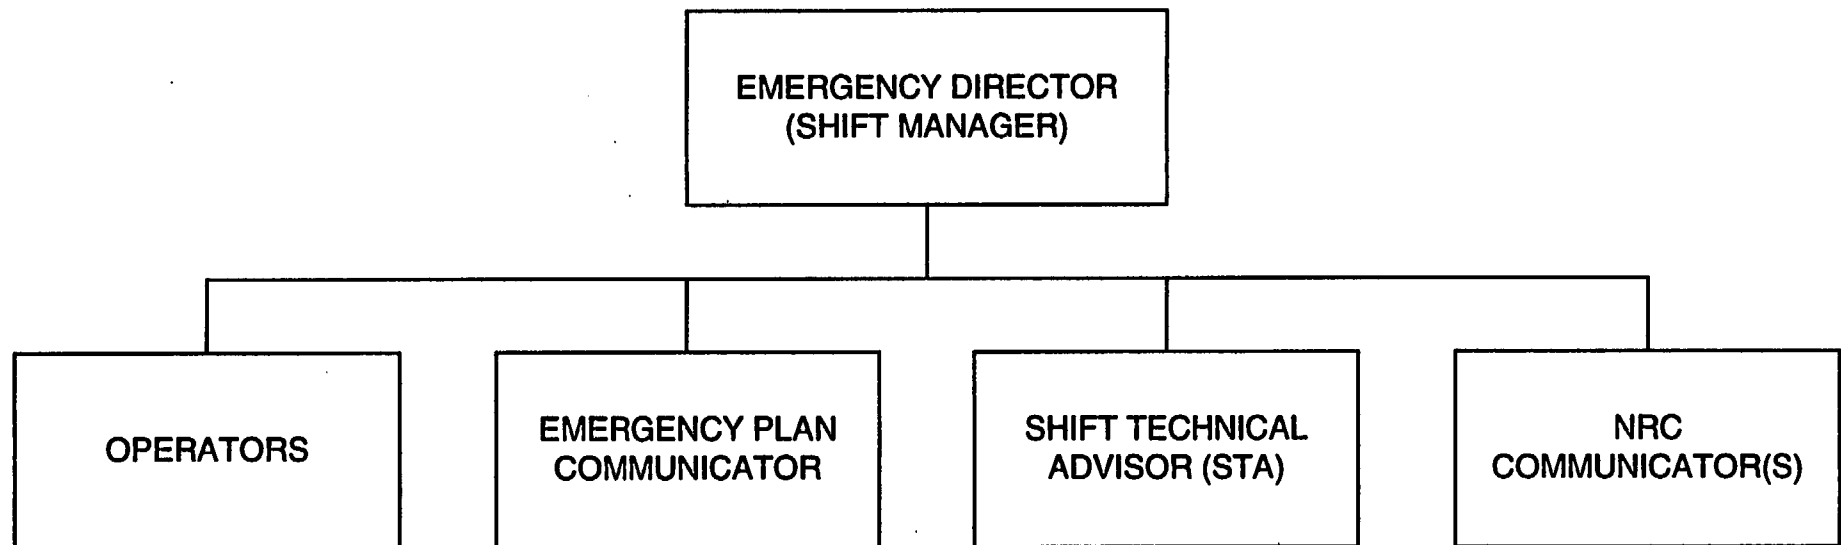 EMERGENCY DIRECTOR
(SHIFT MANAGER)
OPERATORS
EMERGENCY PLAN
COMMUNICATOR
SHIFT TECHNICAL
ADVISOR (STA)
NRC
COMMUNICATOR(S)